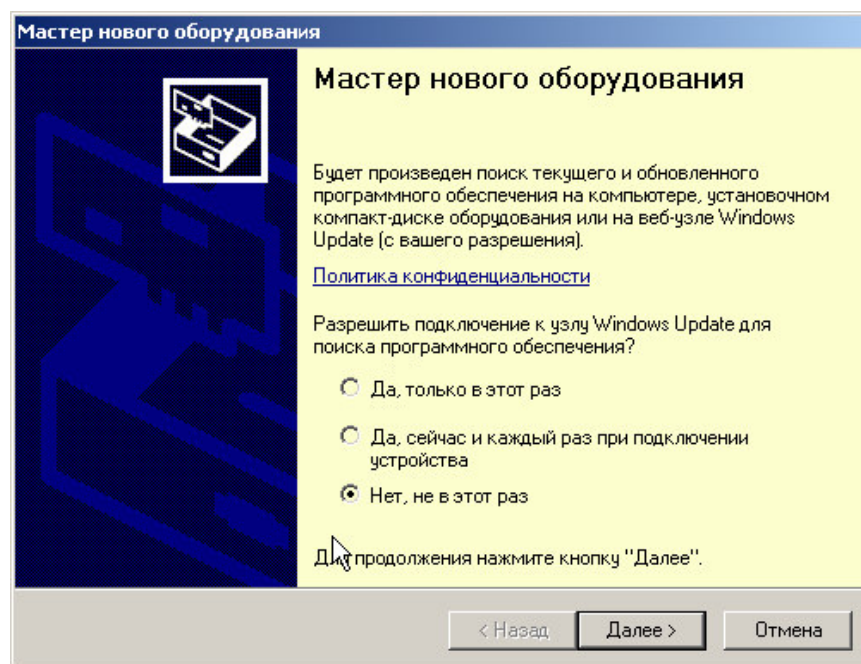 Мастер нового оборудования
Мастер нового оборудования
Будет произведен поиск текущего и обновленного
программного обеспечения на компьютере, установочном
компакт-диске оборудования или на веб-узле Windows
Update (с вашего разрешения).
Политика конфиденциальности
Разрешить подключение к узлу Windows Update для
поиска программного обеспечения?
Да, только в этот раз
Да, сейчас и каждый раз при подключении
устройства
Нет, не в этот раз
Для продолжения нажмите кнопку "Далее".
< Назад Далее > Отмена